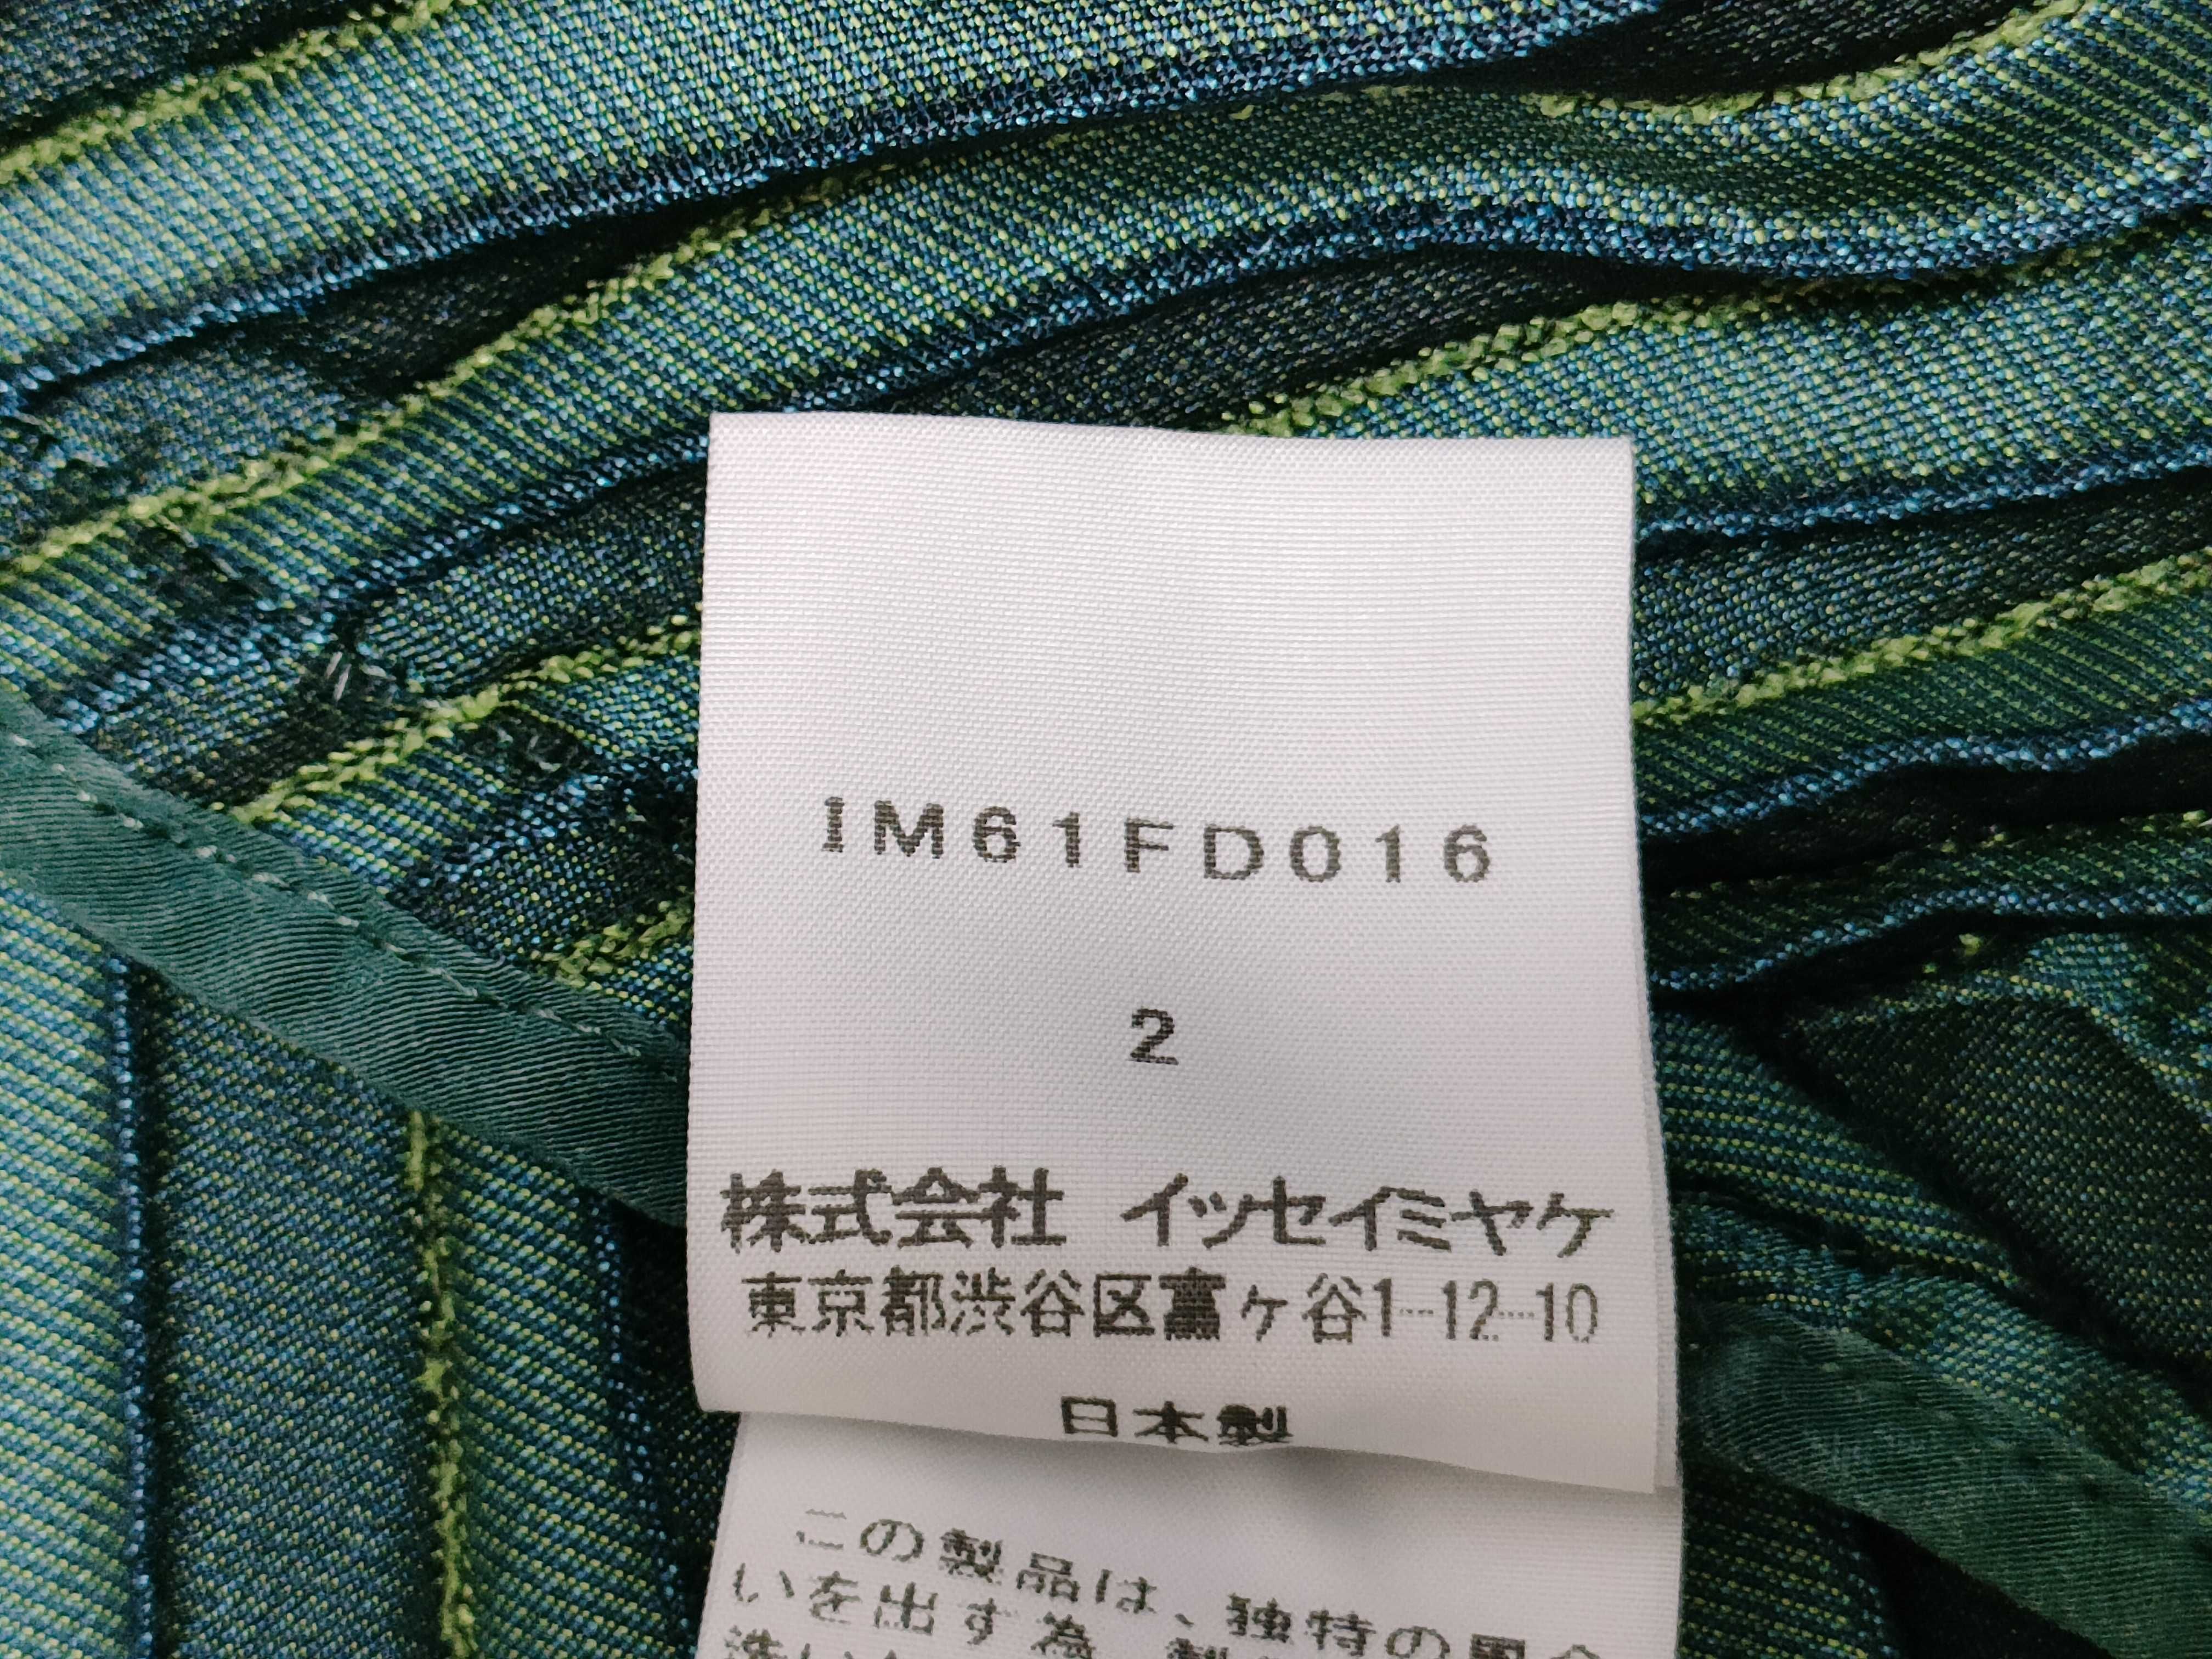 IM61FD016
2
株式会社 イッセイミヤケ
東京都渋谷区富ヶ谷1-12-10
日本製
この製品は、独特の風合
いを出す為
洗い